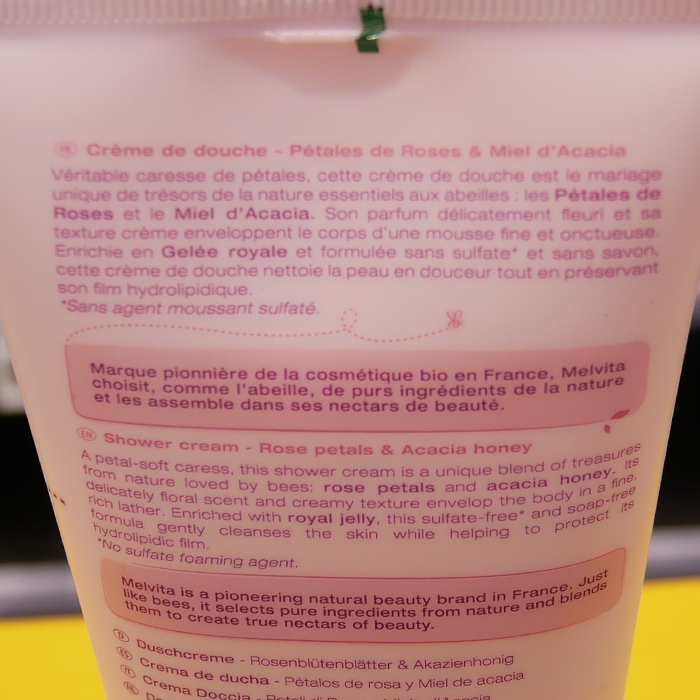 FR Crème de douche - Pétales de Roses & Miel d'Acacia
Véritable caresse de pétales, cette crème de douche est le mariage
unique de trésors de la nature essentiels aux abeilles : les Pétales de
Roses et le Miel d'Acacia. Son parfum délicatement fleuri et sa
texture crème enveloppent le corps d'une mousse fine et onctueuse.
Enrichie en Gelée royale et formulée sans sulfate* et sans savon,
cette crème de douche nettoie la peau en douceur tout en préservant
son film hydrolipidique.
*Sans agent moussant sulfaté.
Marque pionnière de la cosmétique bio en France, Melvita
choisit, comme l'abeille, de purs ingrédients de la nature
et les assemble dans ses nectars de beauté.
EN Shower cream - Rose petals & Acacia honey
A petal-soft caress, this shower cream is a unique blend of treasures
from nature loved by bees: rose petals and acacia honey. Its
delicately floral scent and creamy texture envelop the body in a fine,
rich lather. Enriched with royal jelly, this sulfate-free* and soap-free
formula gently cleanses the skin while helping to protect its
hydrolipidic film.
*No sulfate foaming agent.
Melvita is a pioneering natural beauty brand in France. Just
like bees, it selects pure ingredients from nature and blends
them to create true nectars of beauty.
D Duschcreme - Rosenblütenblätter & Akazienhonig
ES Crema de ducha - Pétalos de rosa y Miel de acacia
IT Crema Doccia
NL